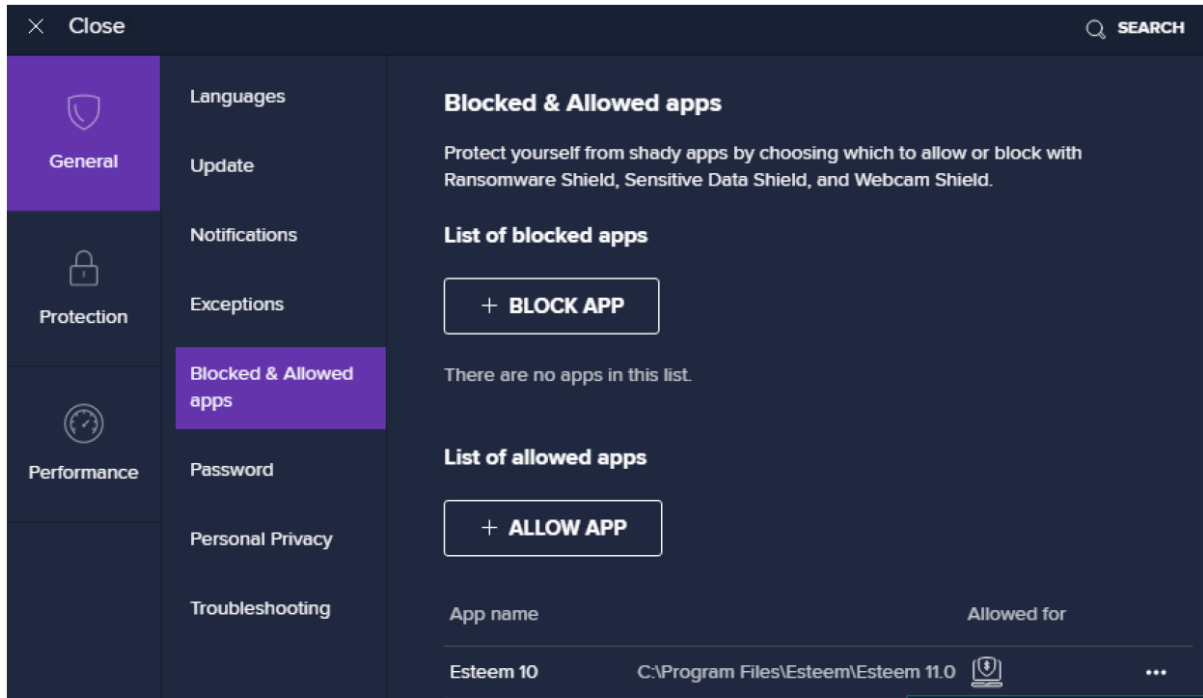 Close
SEARCH
General
Protection
Performance
Languages
Update
Notifications
Exceptions
Blocked & Allowed
apps
Password
Personal Privacy
Troubleshooting
Blocked & Allowed apps
Protect yourself from shady apps by choosing which to allow or block with
Ransomware Shield, Sensitive Data Shield, and Webcam Shield.
List of blocked apps
+ BLOCK APP
There are no apps in this list.
List of allowed apps
+ ALLOW APP
App name Allowed for
Esteem 10 C:\Program Files\Esteem\Esteem 11.0 ...